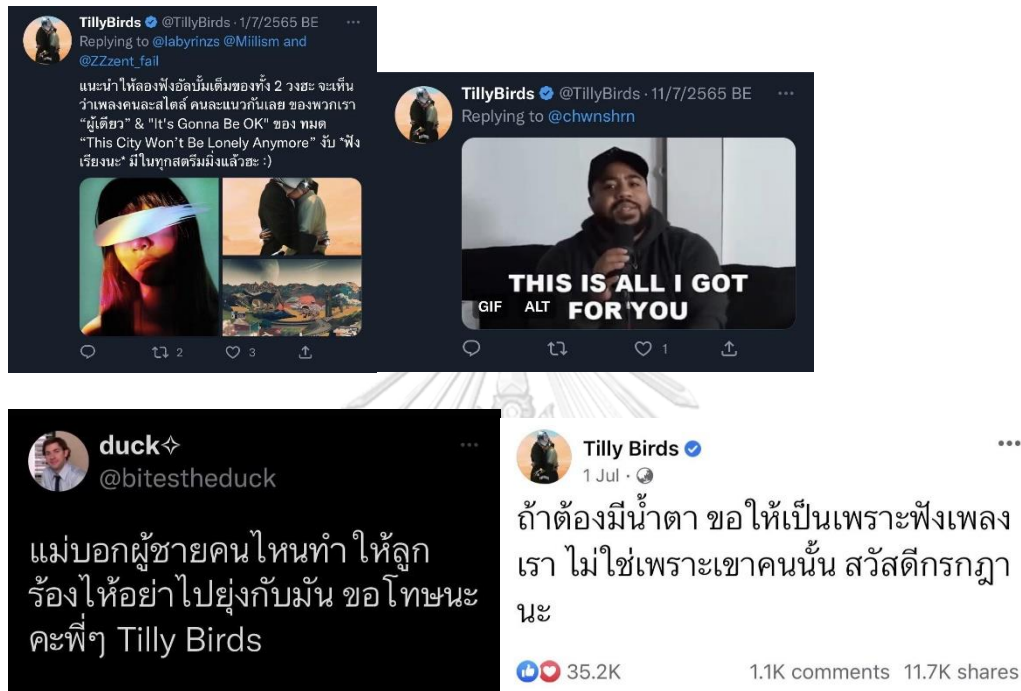 TillyBirds @TillyBirds · 1/7/2565 BE
Replying to @labyrinzs @Miilism and
@ZZzent_fail
แนะนำให้ลองฟังอัลบั้มเต็มของทั้ง 2 วงฮะ จะเห็น
ว่าเพลงคนละสไตล์ คนละแนวกันเลย ของพวกเรา
“ผู้เดียว” & "It's Gonna Be OK" ของ ทมต
“This City Won’t Be Lonely Anymore” งับ *ฟัง
เรียงนะ* มีในทุกสตรีมมิ่งแล้วฮะ :)
2 3
TillyBirds @TillyBirds · 11/7/2565 BE
Replying to @chwnshrn
THIS IS ALL I GOT
FOR YOU
GIF ALT
1
duck✧
@bitestheduck
แม่บอกผู้ชายคนไหนทำให้ลูก
ร้องไห้อย่าไปยุ่งกับมัน ขอโทษนะ
คะพี่ๆ Tilly Birds
Tilly Birds
1 Jul ·
ถ้าต้องมีน้ำตา ขอให้เป็นเพราะฟังเพลง
เรา ไม่ใช่เพราะเขาคนนั้น สวัสดีกรกฎา
นะ
35.2K 1.1K comments 11.7K shares